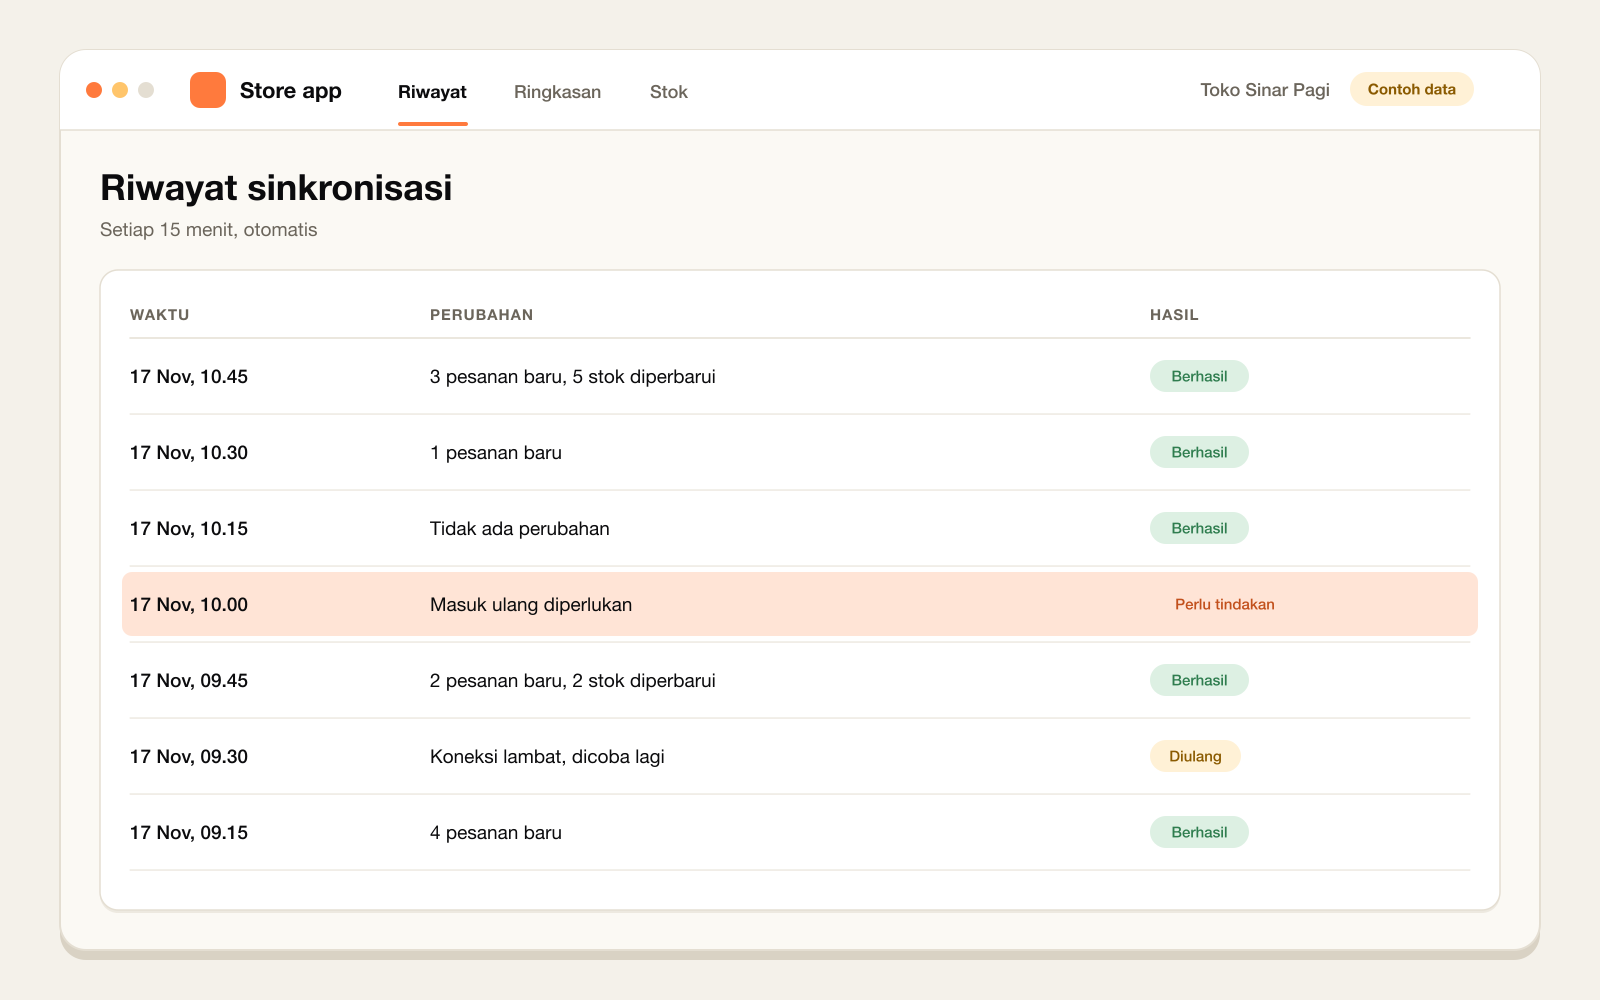 Store app Riwayat Ringkasan Stok Toko Sinar Pagi Contoh data
Riwayat sinkronisasi
Setiap 15 menit, otomatis
WAKTU PERUBAHAN HASIL
17 Nov, 10.45 3 pesanan baru, 5 stok diperbarui Berhasil
17 Nov, 10.30 1 pesanan baru Berhasil
17 Nov, 10.15 Tidak ada perubahan Berhasil
17 Nov, 10.00 Masuk ulang diperlukan Perlu tindakan
17 Nov, 09.45 2 pesanan baru, 2 stok diperbarui Berhasil
17 Nov, 09.30 Koneksi lambat, dicoba lagi Diulang
17 Nov, 09.15 4 pesanan baru Berhasil